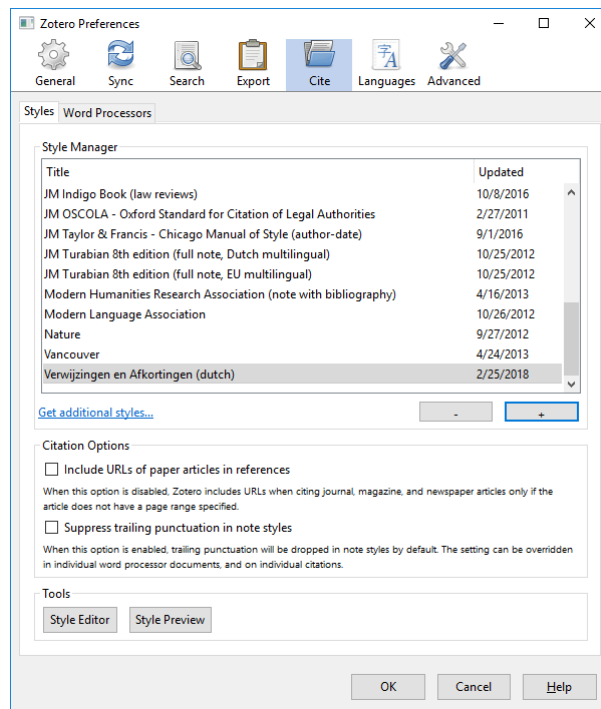 Zotero Preferences
General Sync Search Export Cite Languages Advanced
Styles Word Processors
Style Manager
Title Updated
JM Indigo Book (law reviews) 10/8/2016
JM OSCOLA - Oxford Standard for Citation of Legal Authorities 2/27/2011
JM Taylor & Francis - Chicago Manual of Style (author-date) 9/1/2016
JM Turabian 8th edition (full note, Dutch multilingual) 10/25/2012
JM Turabian 8th edition (full note, EU multilingual) 10/25/2012
Modern Humanities Research Association (note with bibliography) 4/16/2013
Modern Language Association 10/26/2012
Nature 9/27/2012
Vancouver 4/24/2013
Verwijzingen en Afkortingen (dutch) 2/25/2018
Get additional styles... - +
Citation Options
Include URLs of paper articles in references
When this option is disabled, Zotero includes URLs when citing journal, magazine, and newspaper articles only if the
article does not have a page range specified.
Suppress trailing punctuation in note styles
When this option is enabled, trailing punctuation will be dropped in note styles by default. The setting can be overridden
in individual word processor documents, and on individual citations.
Tools
Style Editor Style Preview
OK Cancel Help